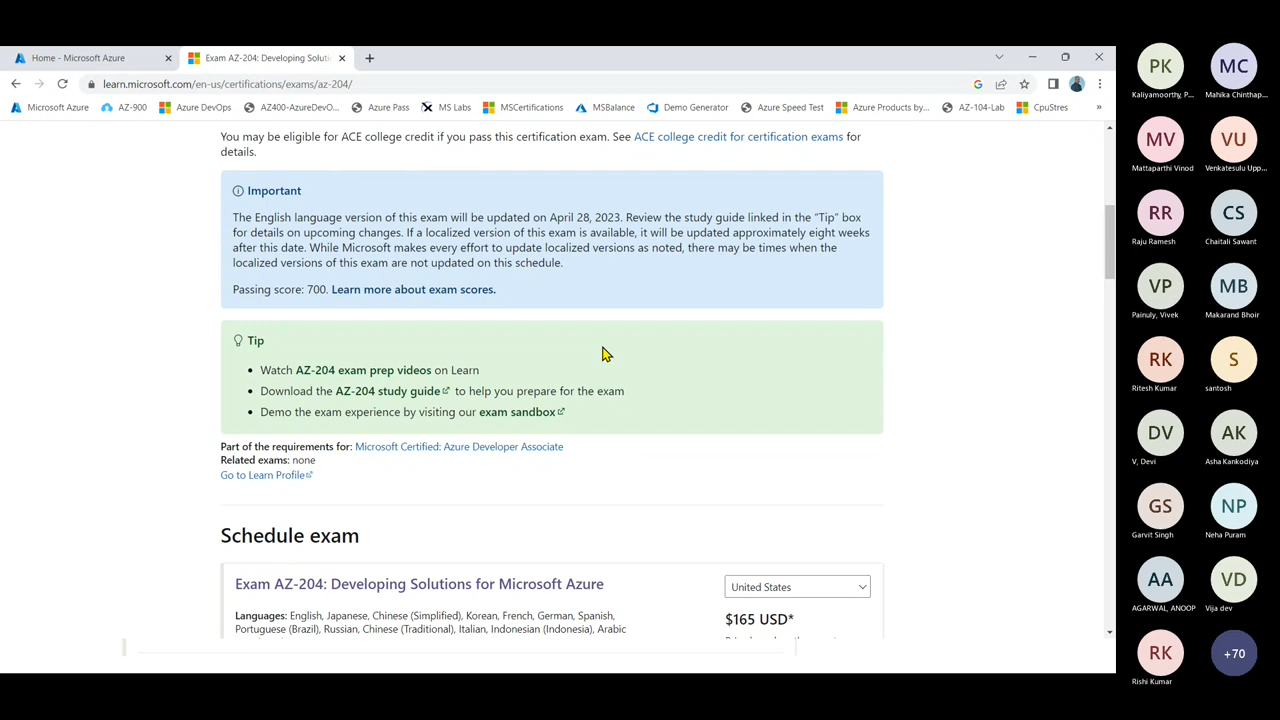 Home - Microsoft Azure
Exam AZ-204: Developing Soluti
learn.microsoft.com/en-us/certifications/exams/az-204/
Microsoft Azure
AZ-900
Azure DevOps
AZ400-AzureDevO...
Azure Pass
MS Labs
MSCertifications
MSBalance
Demo Generator
Azure Speed Test
Azure Products by...
AZ-104-Lab
CpuStres
»
You may be eligible for ACE college credit if you pass this certification exam. See ACE college credit for certification exams for
details.
Important
The English language version of this exam will be updated on April 28, 2023. Review the study guide linked in the “Tip” box
for details on upcoming changes. If a localized version of this exam is available, it will be updated approximately eight weeks
after this date. While Microsoft makes every effort to update localized versions as noted, there may be times when the
localized versions of this exam are not updated on this schedule.
Passing score: 700. Learn more about exam scores.
Tip
• Watch AZ-204 exam prep videos on Learn
• Download the AZ-204 study guide to help you prepare for the exam
• Demo the exam experience by visiting our exam sandbox
Part of the requirements for: Microsoft Certified: Azure Developer Associate
Related exams: none
Go to Learn Profile
Schedule exam
Exam AZ-204: Developing Solutions for Microsoft Azure
United States
Languages: English, Japanese, Chinese (Simplified), Korean, French, German, Spanish,
Portuguese (Brazil), Russian, Chinese (Traditional), Italian, Indonesian (Indonesia), Arabic
$165 USD*
PK
Kaliyamoorthy, P...
MC
Mahika Chinthap...
MV
Mattaparthi Vinod
VU
Venkatesulu Upp...
RR
Raju Ramesh
CS
Chaitali Sawant
VP
Painuly, Vivek
MB
Makarand Bhoir
RK
Ritesh Kumar
S
santosh
DV
V, Devi
AK
Asha Kankodiya
GS
Garvit Singh
NP
Neha Puram
AA
AGARWAL, ANOOP
VD
Vija dev
RK
Rishi Kumar
+70